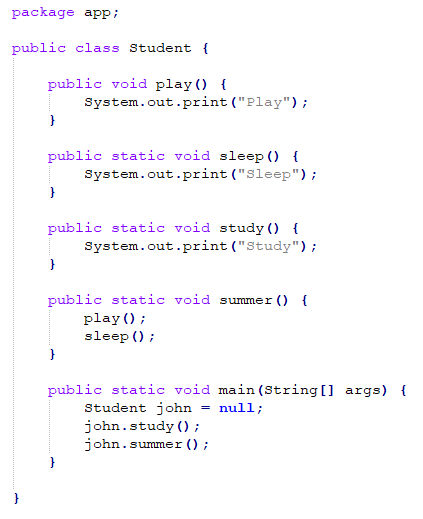 package app;
public class Student {
public void play() {
System.out.print("Play");
}
public static void sleep() {
System.out.print("Sleep");
}
public static void study() {
System.out.print("Study");
}
public static void summer() {
play();
sleep();
}
public static void main(String[] args) {
Student john = null;
john.study();
john.summer();
}
}